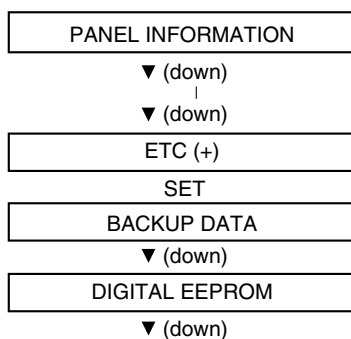 PANEL INFORMATION
▼ (down)
▼ (down)
ETC (+)
SET
BACKUP DATA
▼ (down)
DIGITAL EEPROM
▼ (down)